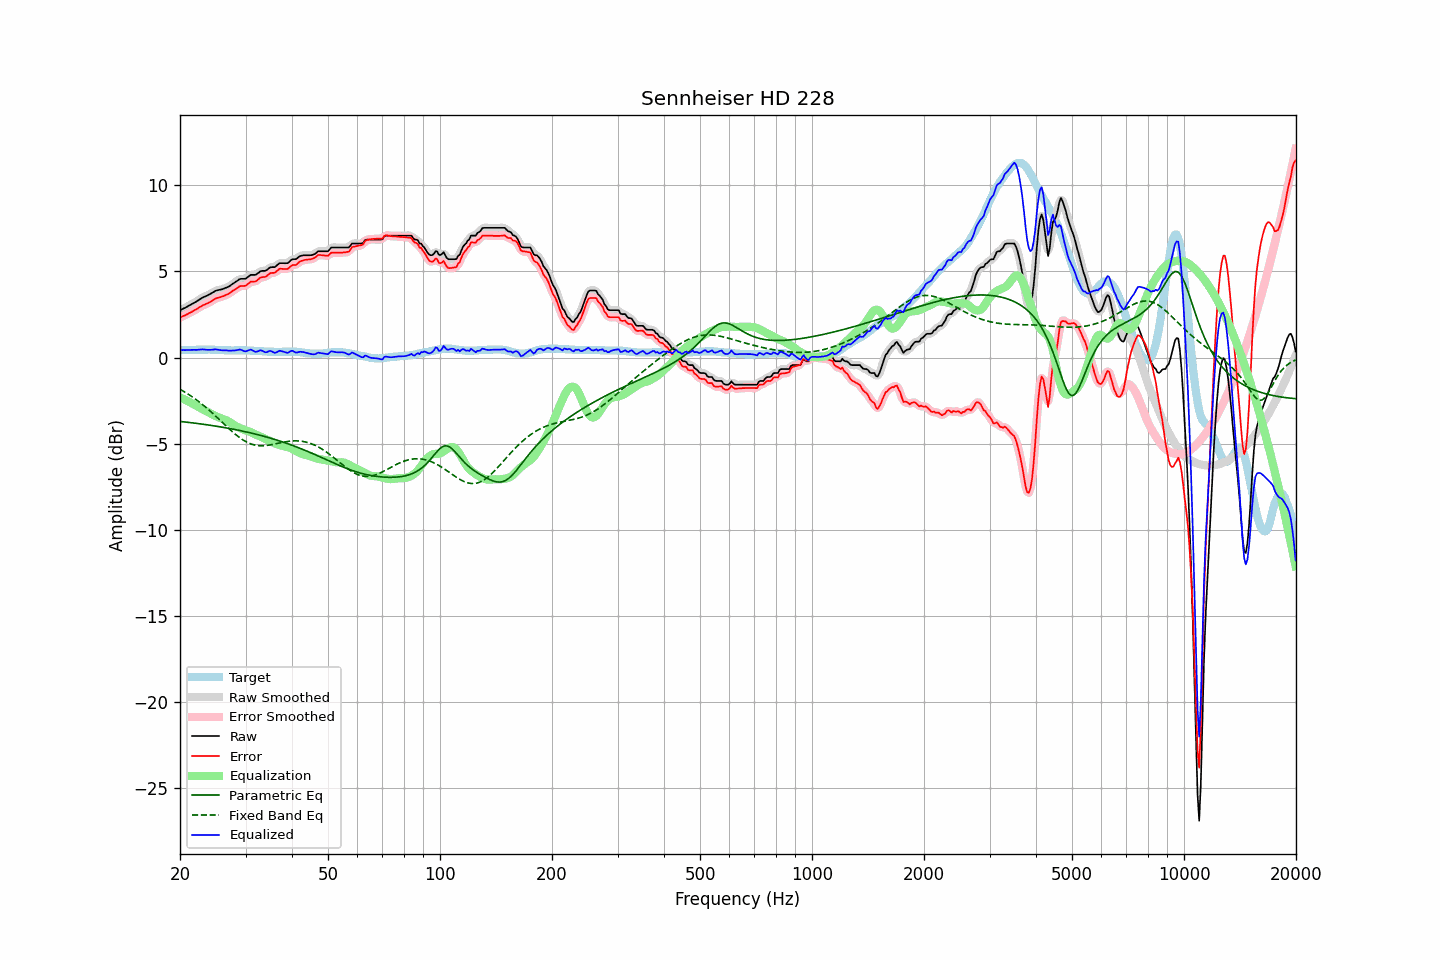 Sennheiser HD 228
Amplitude (dBr)
10
5
0
−5
−10
−15
−20
−25
Target
Raw Smoothed
Error Smoothed
Raw
Error
Equalization
Parametric Eq
Fixed Band Eq
Equalized
20 50 100 200 500 1000 2000 5000 10000 20000
Frequency (Hz)